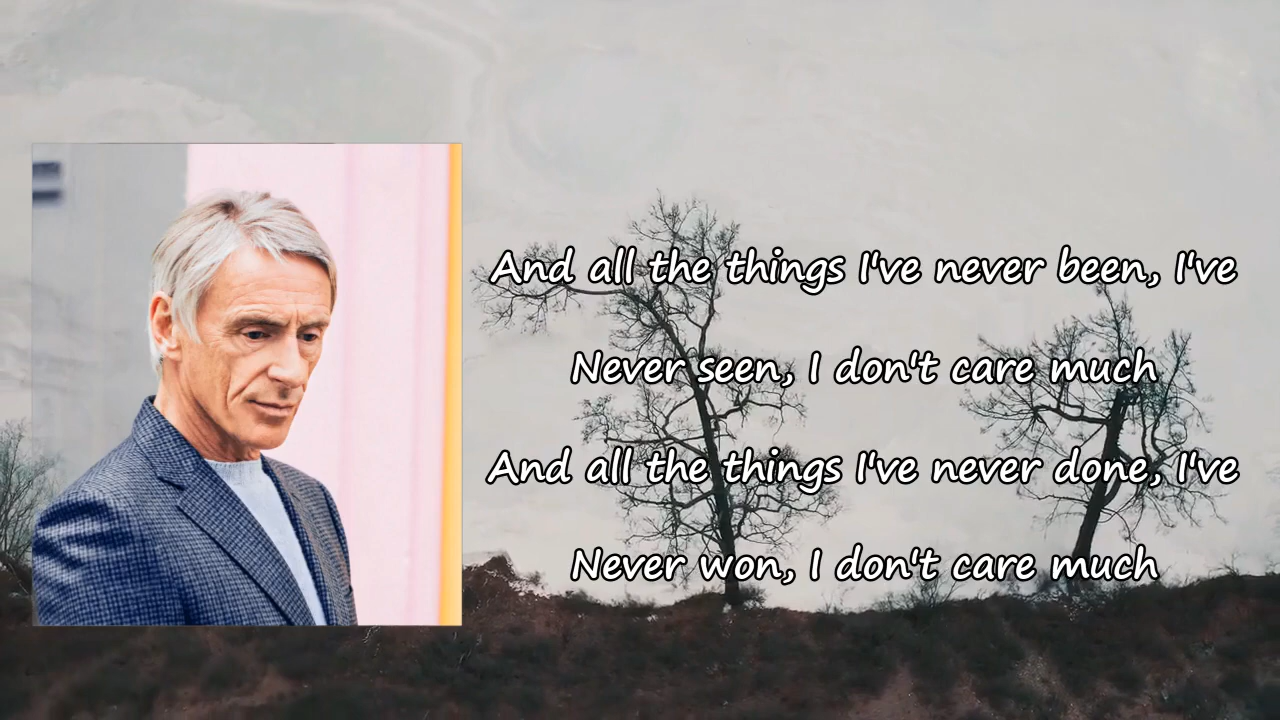 And all the things I've never been, I've
Never seen, I don't care much
And all the things I've never done, I've
Never won, I don't care much